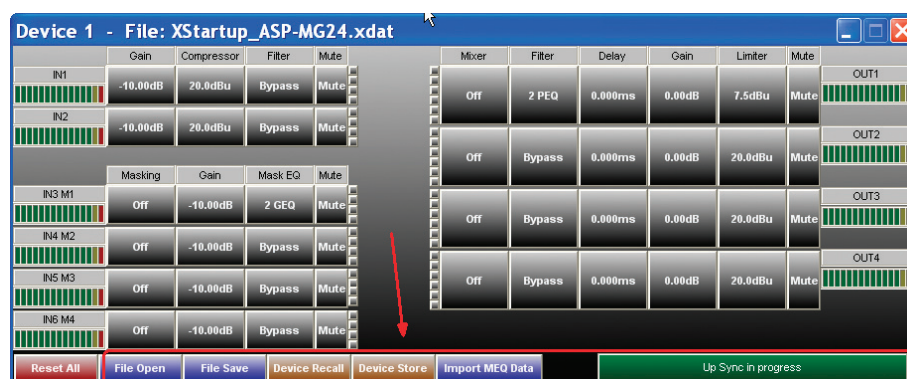 Device 1 - File: XStartup_ASP-MG24.xdat
Gain Compressor Filter Mute
IN1
-10.00dB 20.0dBu Bypass Mute
IN2
-10.00dB 20.0dBu Bypass Mute
Masking Gain Mask EQ Mute
IN3 M1
Off -10.00dB 2 GEQ Mute
IN4 M2
Off -10.00dB Bypass Mute
IN5 M3
Off -10.00dB Bypass Mute
IN6 M4
Off -10.00dB Bypass Mute
Mixer Filter Delay Gain Limiter Mute
OUT1
Off 2 PEQ 0.000ms 0.00dB 7.5dBu Mute
OUT2
Off Bypass 0.000ms 0.00dB 20.0dBu Mute
OUT3
Off Bypass 0.000ms 0.00dB 20.0dBu Mute
OUT4
Off Bypass 0.000ms 0.00dB 20.0dBu Mute
Reset All File Open File Save Device Recall Device Store Import MEQ Data Up Sync in progress